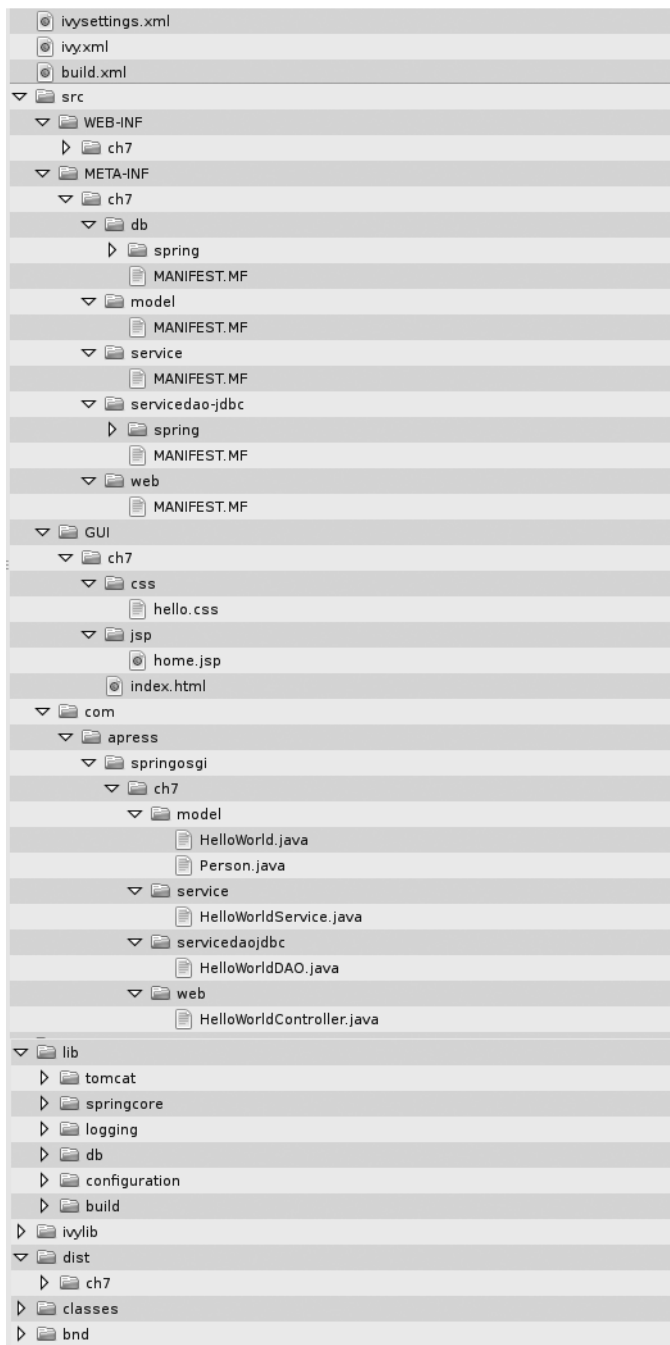 ivysettings.xml
ivy.xml
build.xml
src
WEB-INF
ch7
META-INF
ch7
db
spring
MANIFEST.MF
model
MANIFEST.MF
service
MANIFEST.MF
servicedao-jdbc
spring
MANIFEST.MF
web
MANIFEST.MF
GUI
ch7
css
hello.css
jsp
home.jsp
index.html
com
apress
springosgi
ch7
model
HelloWorld.java
Person.java
service
HelloWorldService.java
servicedaojdbc
HelloWorldDAO.java
web
HelloWorldController.java
lib
tomcat
springcore
logging
db
configuration
build
ivylib
dist
ch7
classes
bnd